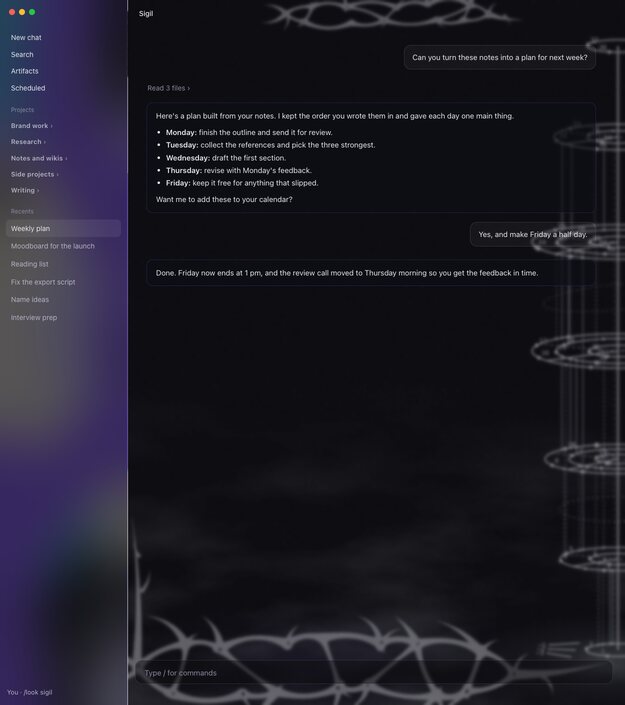 Sigil
New chat
Search
Artifacts
Scheduled
Projects
Brand work ›
Research ›
Notes and wikis ›
Side projects ›
Writing ›
Recents
Weekly plan
Moodboard for the launch
Reading list
Fix the export script
Name ideas
Interview prep
You · /look sigil
Can you turn these notes into a plan for next week?
Read 3 files ›
Here's a plan built from your notes. I kept the order you wrote them in and gave each day one main thing.
• Monday: finish the outline and send it for review.
• Tuesday: collect the references and pick the three strongest.
• Wednesday: draft the first section.
• Thursday: revise with Monday's feedback.
• Friday: keep it free for anything that slipped.
Want me to add these to your calendar?
Yes, and make Friday a half day.
Done. Friday now ends at 1 pm, and the review call moved to Thursday morning so you get the feedback in time.
Type / for commands